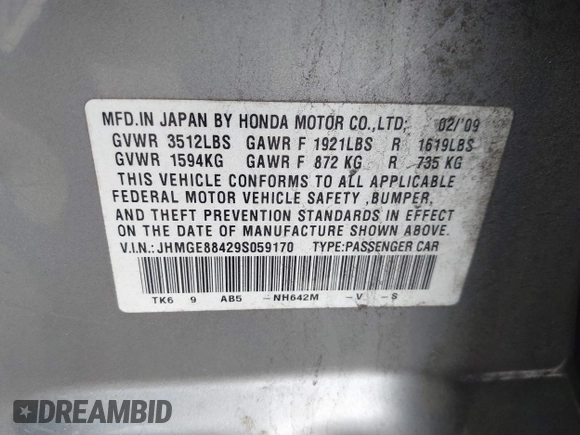 MFD.IN JAPAN BY HONDA MOTOR CO.,LTD; 02/'09
GVWR 3512LBS GAWR F 1921LBS R 1619LBS
GVWR 1594KG GAWR F 872 KG R 735 KG
THIS VEHICLE CONFORMS TO ALL APPLICABLE
FEDERAL MOTOR VEHICLE SAFETY ,BUMPER,
AND THEFT PREVENTION STANDARDS IN EFFECT
ON THE DATE OF MANUFACTURE SHOWN ABOVE.
V.I.N.:JHMGE88429S059170 TYPE:PASSENGER CAR
TK6 9 AB5 -NH642M -V -S
DREAMBID